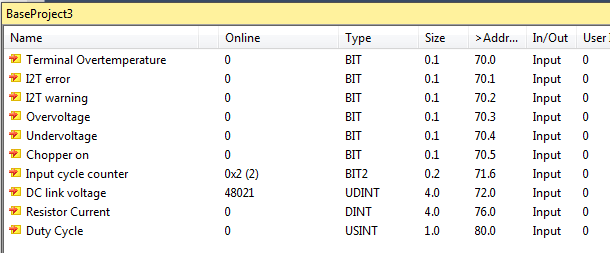 BaseProject3
Name Online Type Size >Addr... In/Out User
Terminal Overtemperature 0 BIT 0.1 70.0 Input 0
I2T error 0 BIT 0.1 70.1 Input 0
I2T warning 0 BIT 0.1 70.2 Input 0
Overvoltage 0 BIT 0.1 70.3 Input 0
Undervoltage 0 BIT 0.1 70.4 Input 0
Chopper on 0 BIT 0.1 70.5 Input 0
Input cycle counter 0x2 (2) BIT2 0.2 71.6 Input 0
DC link voltage 48021 UDINT 4.0 72.0 Input 0
Resistor Current 0 DINT 4.0 76.0 Input 0
Duty Cycle 0 USINT 1.0 80.0 Input 0